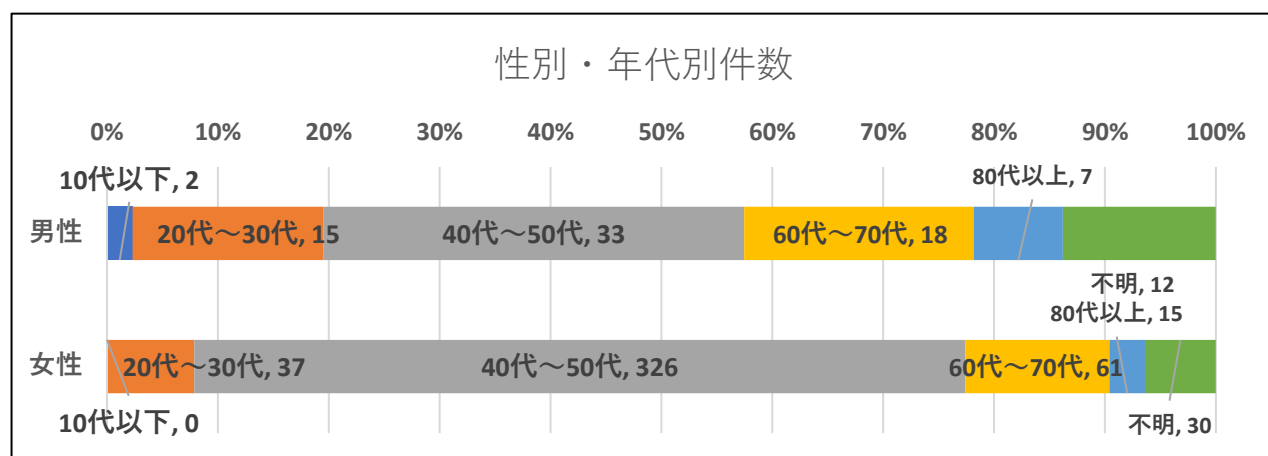 性別・年代別件数
0% 10% 20% 30% 40% 50% 60% 70% 80% 90% 100%
10代以下, 2
80代以上, 7
男性
20代～30代, 15
40代～50代, 33
60代～70代, 18
不明, 12
80代以上, 15
女性
20代～30代, 37
40代～50代, 326
60代～70代, 61
10代以下, 0
不明, 30